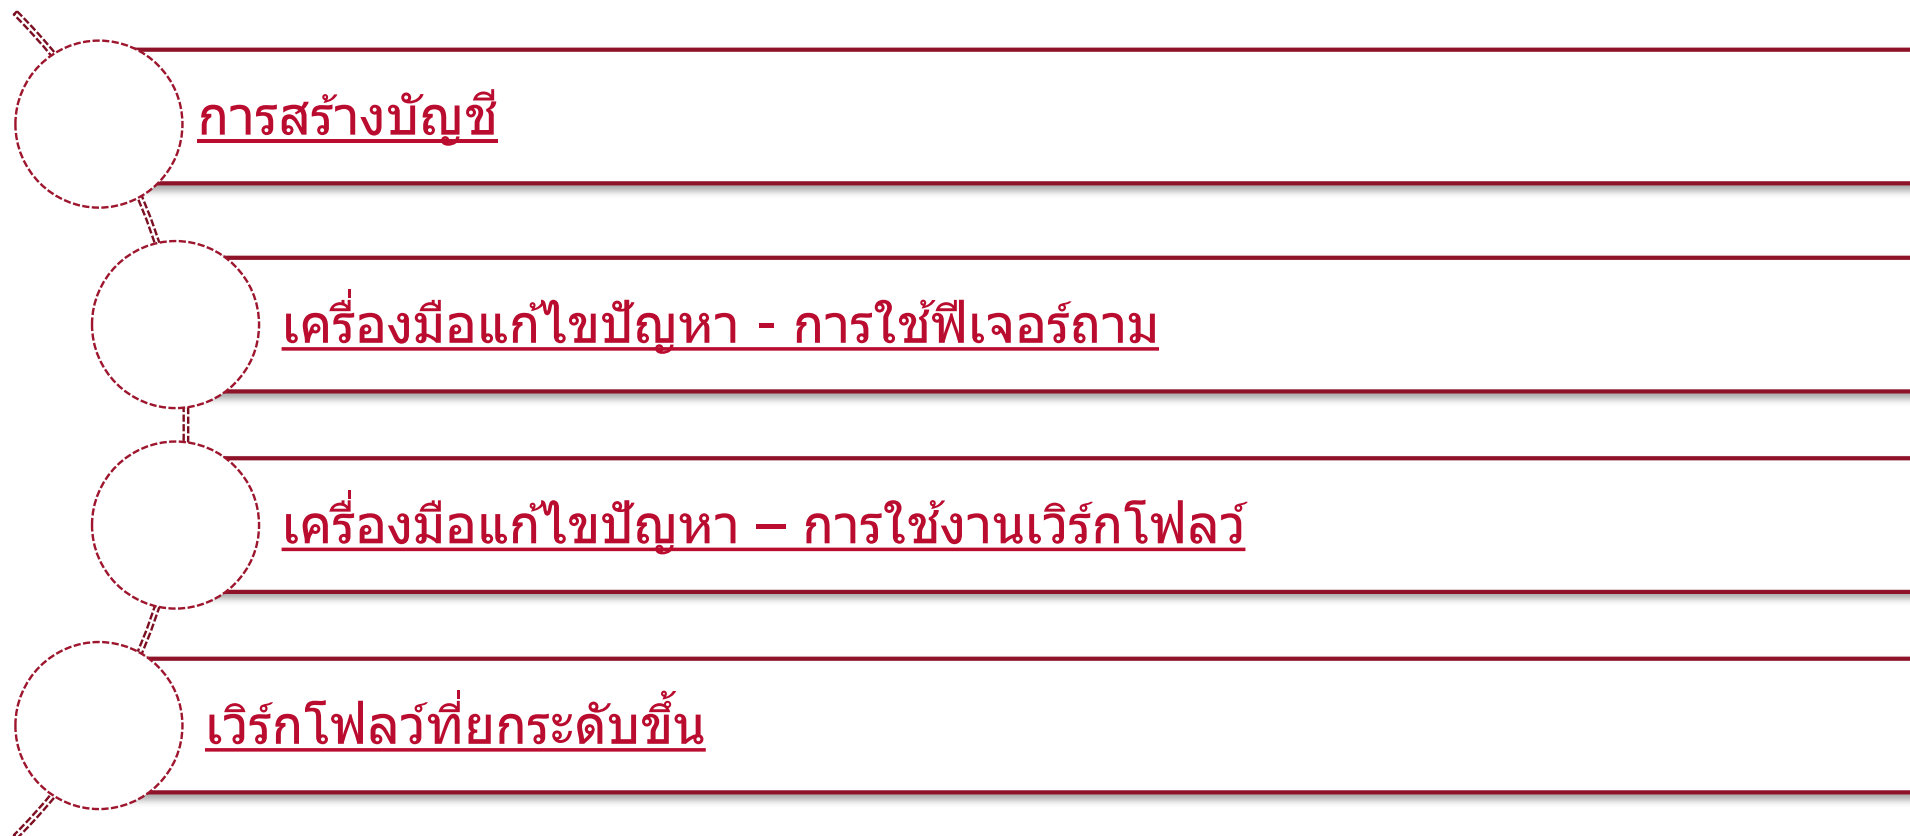 การสร้างบัญชี
เครื่องมือแก้ไขปัญหา - การใช้ฟีเจอร์ถาม
เครื่องมือแก้ไขปัญหา – การใช้งานเวิร์กโฟลว์
เวิร์กโฟลว์ที่ยกระดับขึ้น